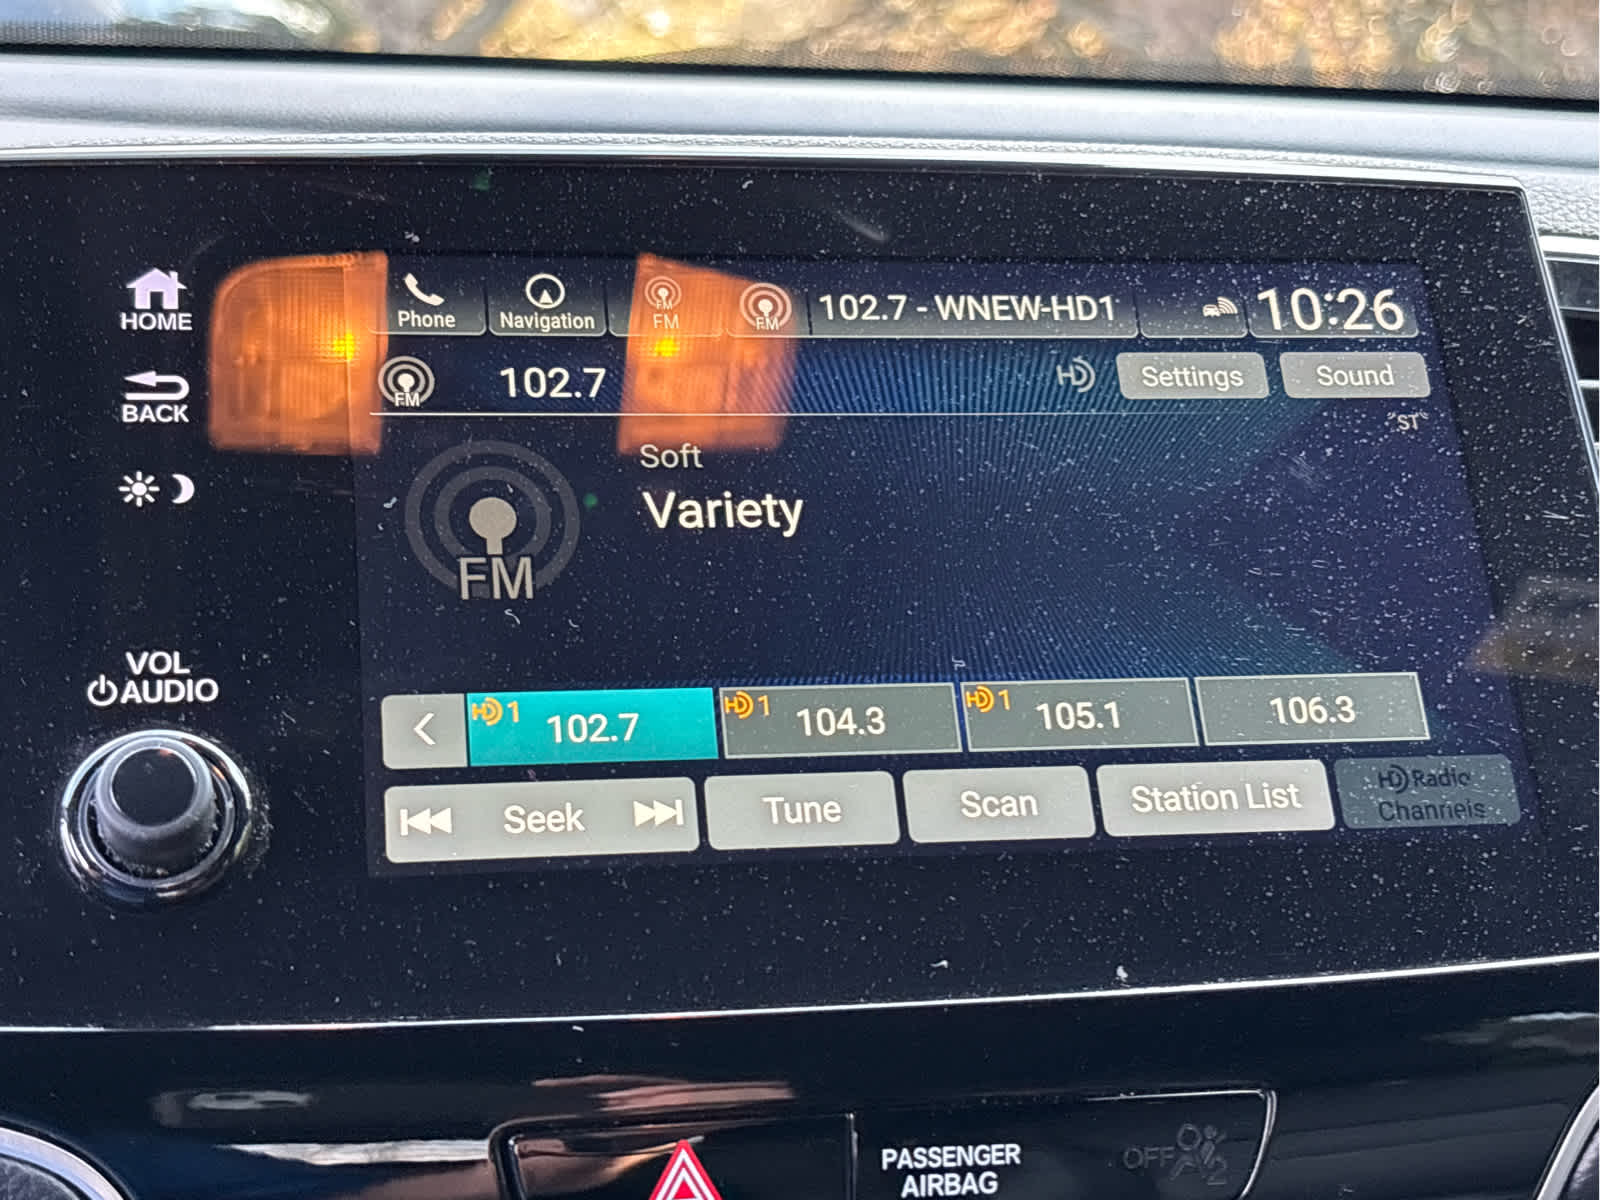 HOME
BACK
VOL
AUDIO
Phone
Navigation
FM
FM
FM
102.7 - WNEW-HD1
10:26
FM
102.7
HD
Settings
Sound
"ST"
Soft
Variety
FM
HD 1
102.7
HD 1
104.3
HD 1
105.1
106.3
Seek
Tune
Scan
Station List
HD Radio
Channels
PASSENGER
AIRBAG
OFF
2